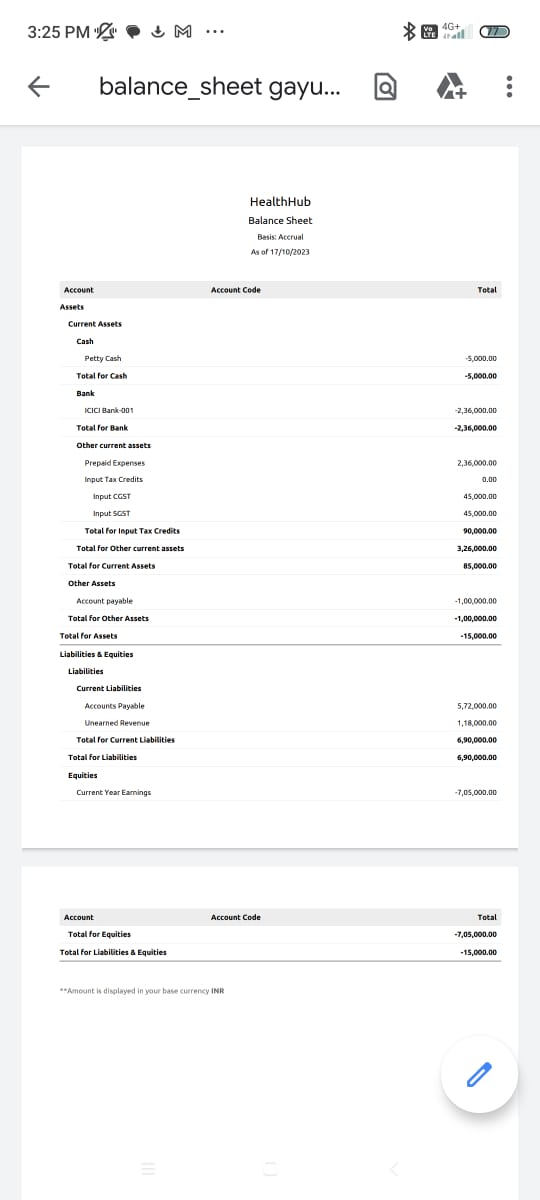 3:25 PM
4G+
Vo
LTE
77
balance_sheet gayu...
HealthHub
Balance Sheet
Basis: Accrual
As of 17/10/2023
Account Account Code Total
Assets
Current Assets
Cash
Petty Cash -5,000.00
Total for Cash -5,000.00
Bank
ICICI Bank-001 -2,36,000.00
Total for Bank -2,36,000.00
Other current assets
Prepaid Expenses 2,36,000.00
Input Tax Credits 0.00
Input CGST 45,000.00
Input SGST 45,000.00
Total for Input Tax Credits 90,000.00
Total for Other current assets 3,26,000.00
Total for Current Assets 85,000.00
Other Assets
Account payable -1,00,000.00
Total for Other Assets -1,00,000.00
Total for Assets -15,000.00
Liabilities & Equities
Liabilities
Current Liabilities
Accounts Payable 5,72,000.00
Unearned Revenue 1,18,000.00
Total for Current Liabilities 6,90,000.00
Total for Liabilities 6,90,000.00
Equities
Current Year Earnings -7,05,000.00
Account Account Code Total
Total for Equities -7,05,000.00
Total for Liabilities & Equities -15,000.00
**Amount is displayed in your base currency INR